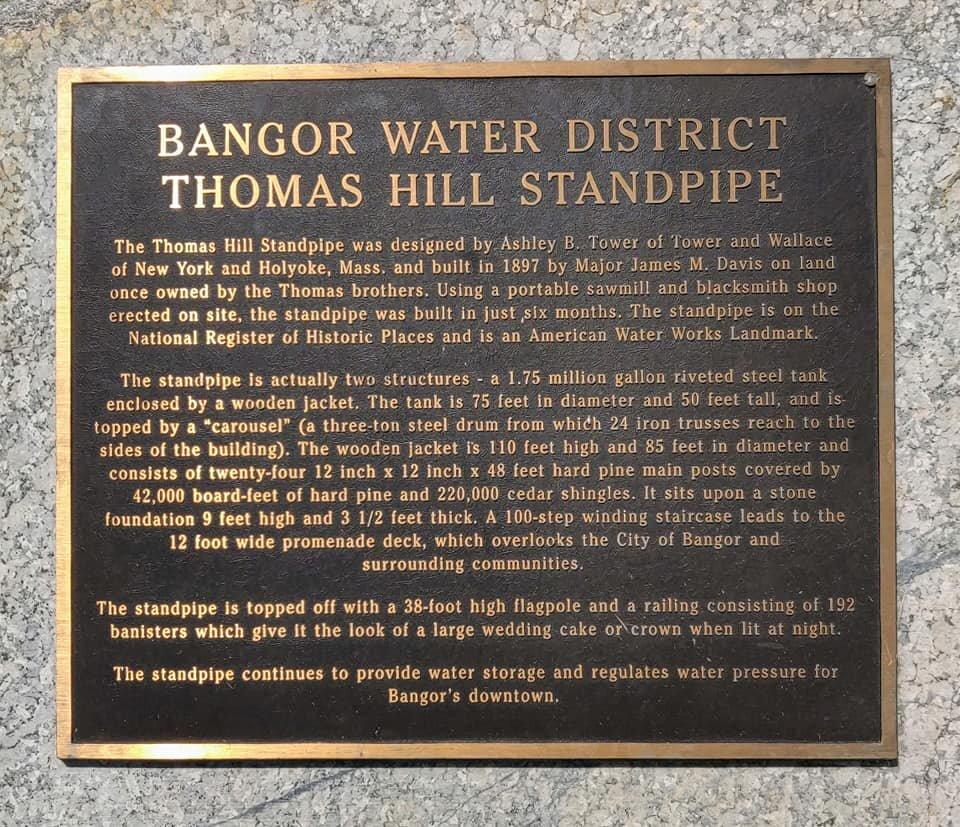 BANGOR WATER DISTRICT
THOMAS HILL STANDPIPE
The Thomas Hill Standpipe was designed by Ashley B. Tower of Tower and Wallace
of New York and Holyoke, Mass. and built in 1897 by Major James M. Davis on land
once owned by the Thomas brothers. Using a portable sawmill and blacksmith shop
erected on site, the standpipe was built in just six months. The standpipe is on the
National Register of Historic Places and is an American Water Works Landmark.
The standpipe is actually two structures - a 1.75 million gallon riveted steel tank
enclosed by a wooden jacket. The tank is 75 feet in diameter and 50 feet tall, and is
topped by a "carousel" (a three-ton steel drum from which 24 iron trusses reach to the
sides of the building). The wooden jacket is 110 feet high and 85 feet in diameter and
consists of twenty-four 12 inch x 12 inch x 48 feet hard pine main posts covered by
42,000 board-feet of hard pine and 220,000 cedar shingles. It sits upon a stone
foundation 9 feet high and 3 1/2 feet thick. A 100-step winding staircase leads to the
12 foot wide promenade deck, which overlooks the City of Bangor and
surrounding communities.
The standpipe is topped off with a 38-foot high flagpole and a railing consisting of 192
banisters which give it the look of a large wedding cake or crown when lit at night.
The standpipe continues to provide water storage and regulates water pressure for
Bangor's downtown.